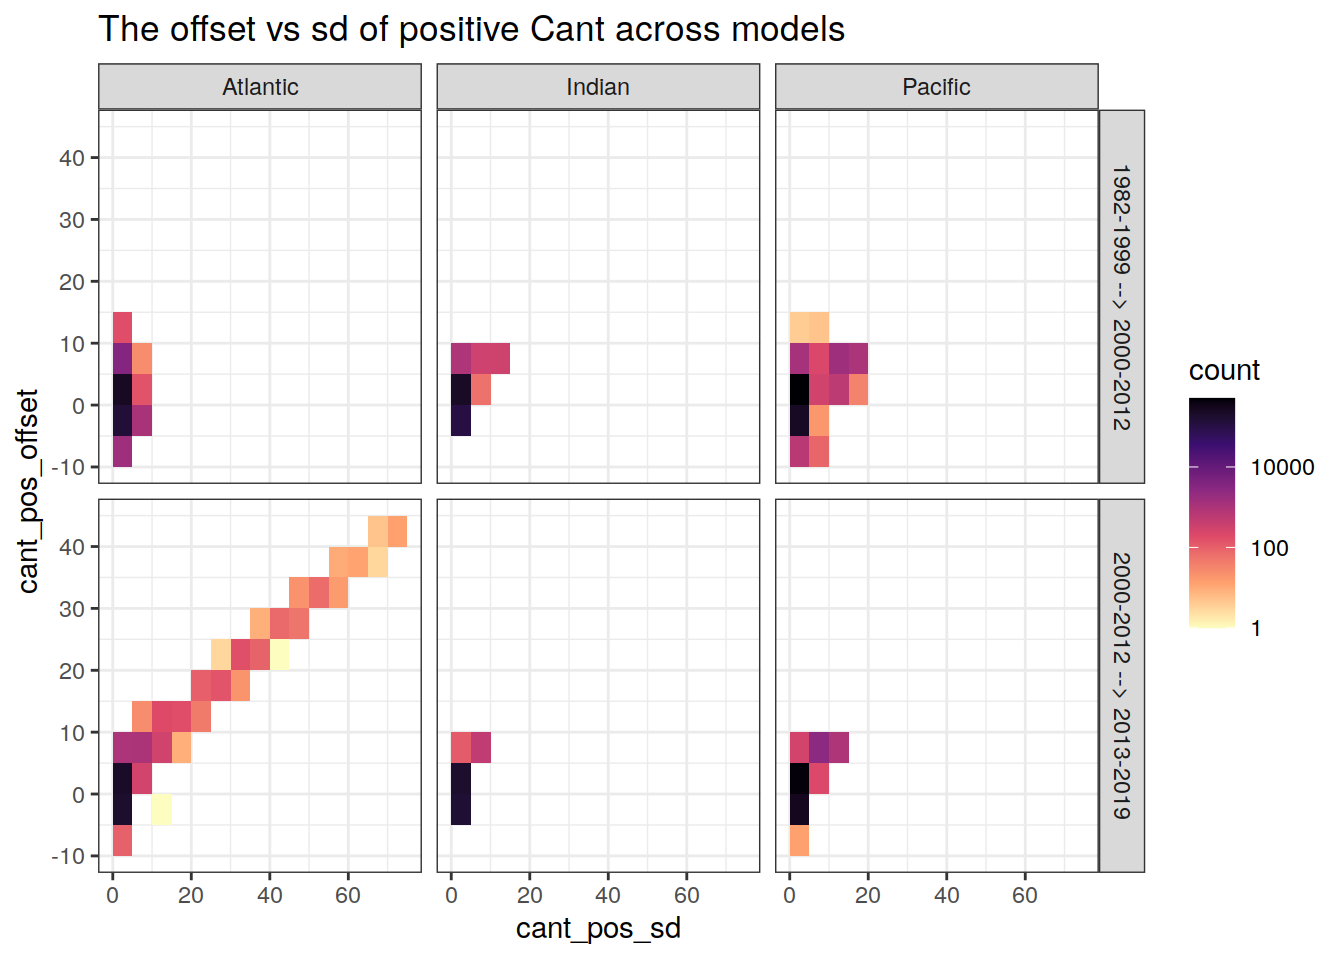 The offset vs sd of positive Cant across models
Atlantic
Indian
Pacific
40
30
20
10
0
-10
1982-1999 --> 2000-2012
40
30
20
10
0
-10
2000-2012 --> 2013-2019
0 20 40 60
0 20 40 60
0 20 40 60
cant_pos_sd
cant_pos_offset
count
10000
100
1